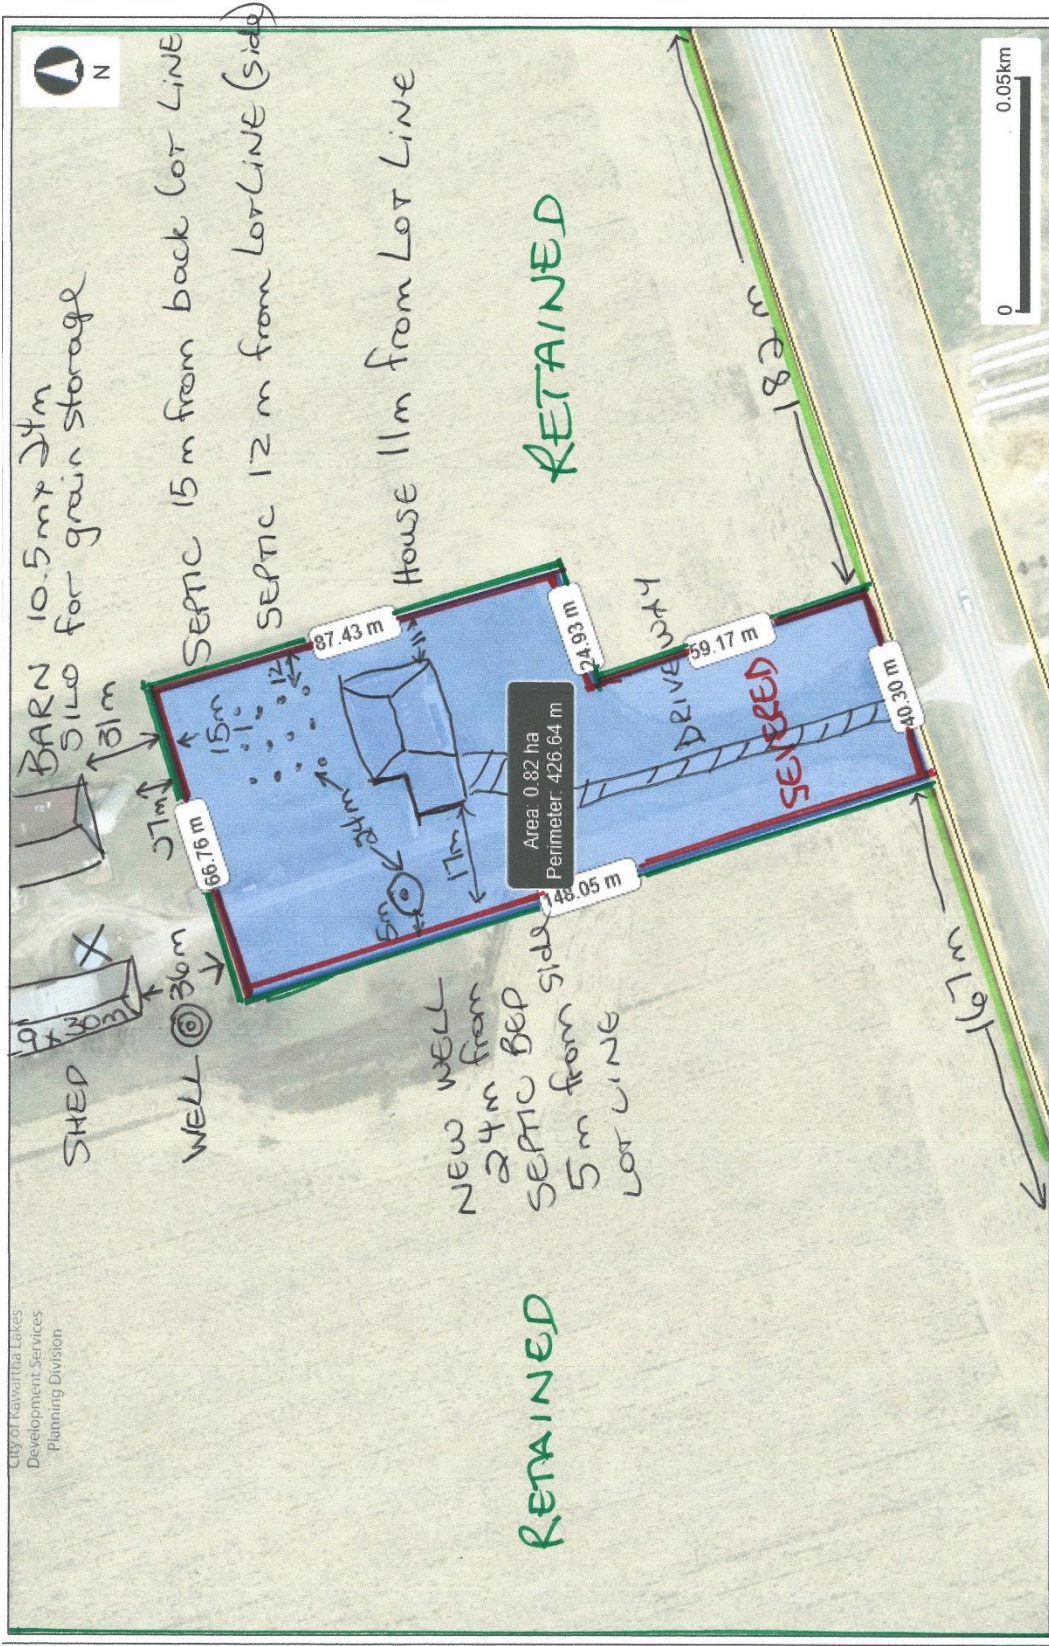 City of Kawartha Lakes
Development Services
Planning Division
N
BARN 10.5m x 24m
SILO for grain storage
31m
SHED
9 x 30m
X
WELL
36m
27m
66.76 m
SEPTIC 15 m from back Lot LINE
SEPTIC 12 m from Lot LINE (side)
House 11m from Lot Line
15m
12
87.43 m
11
24m
5m
17m
NEW WELL
24m from
SEPTIC BED
5m from side
LOT LINE
Area: 0.82 ha
Perimeter: 426.64 m
148.05 m
24.93 m
DRIVEWAY
59.17 m
SEVERED
40.30 m
RETAINED
RETAINED
182 m
167 m
0
0.05km